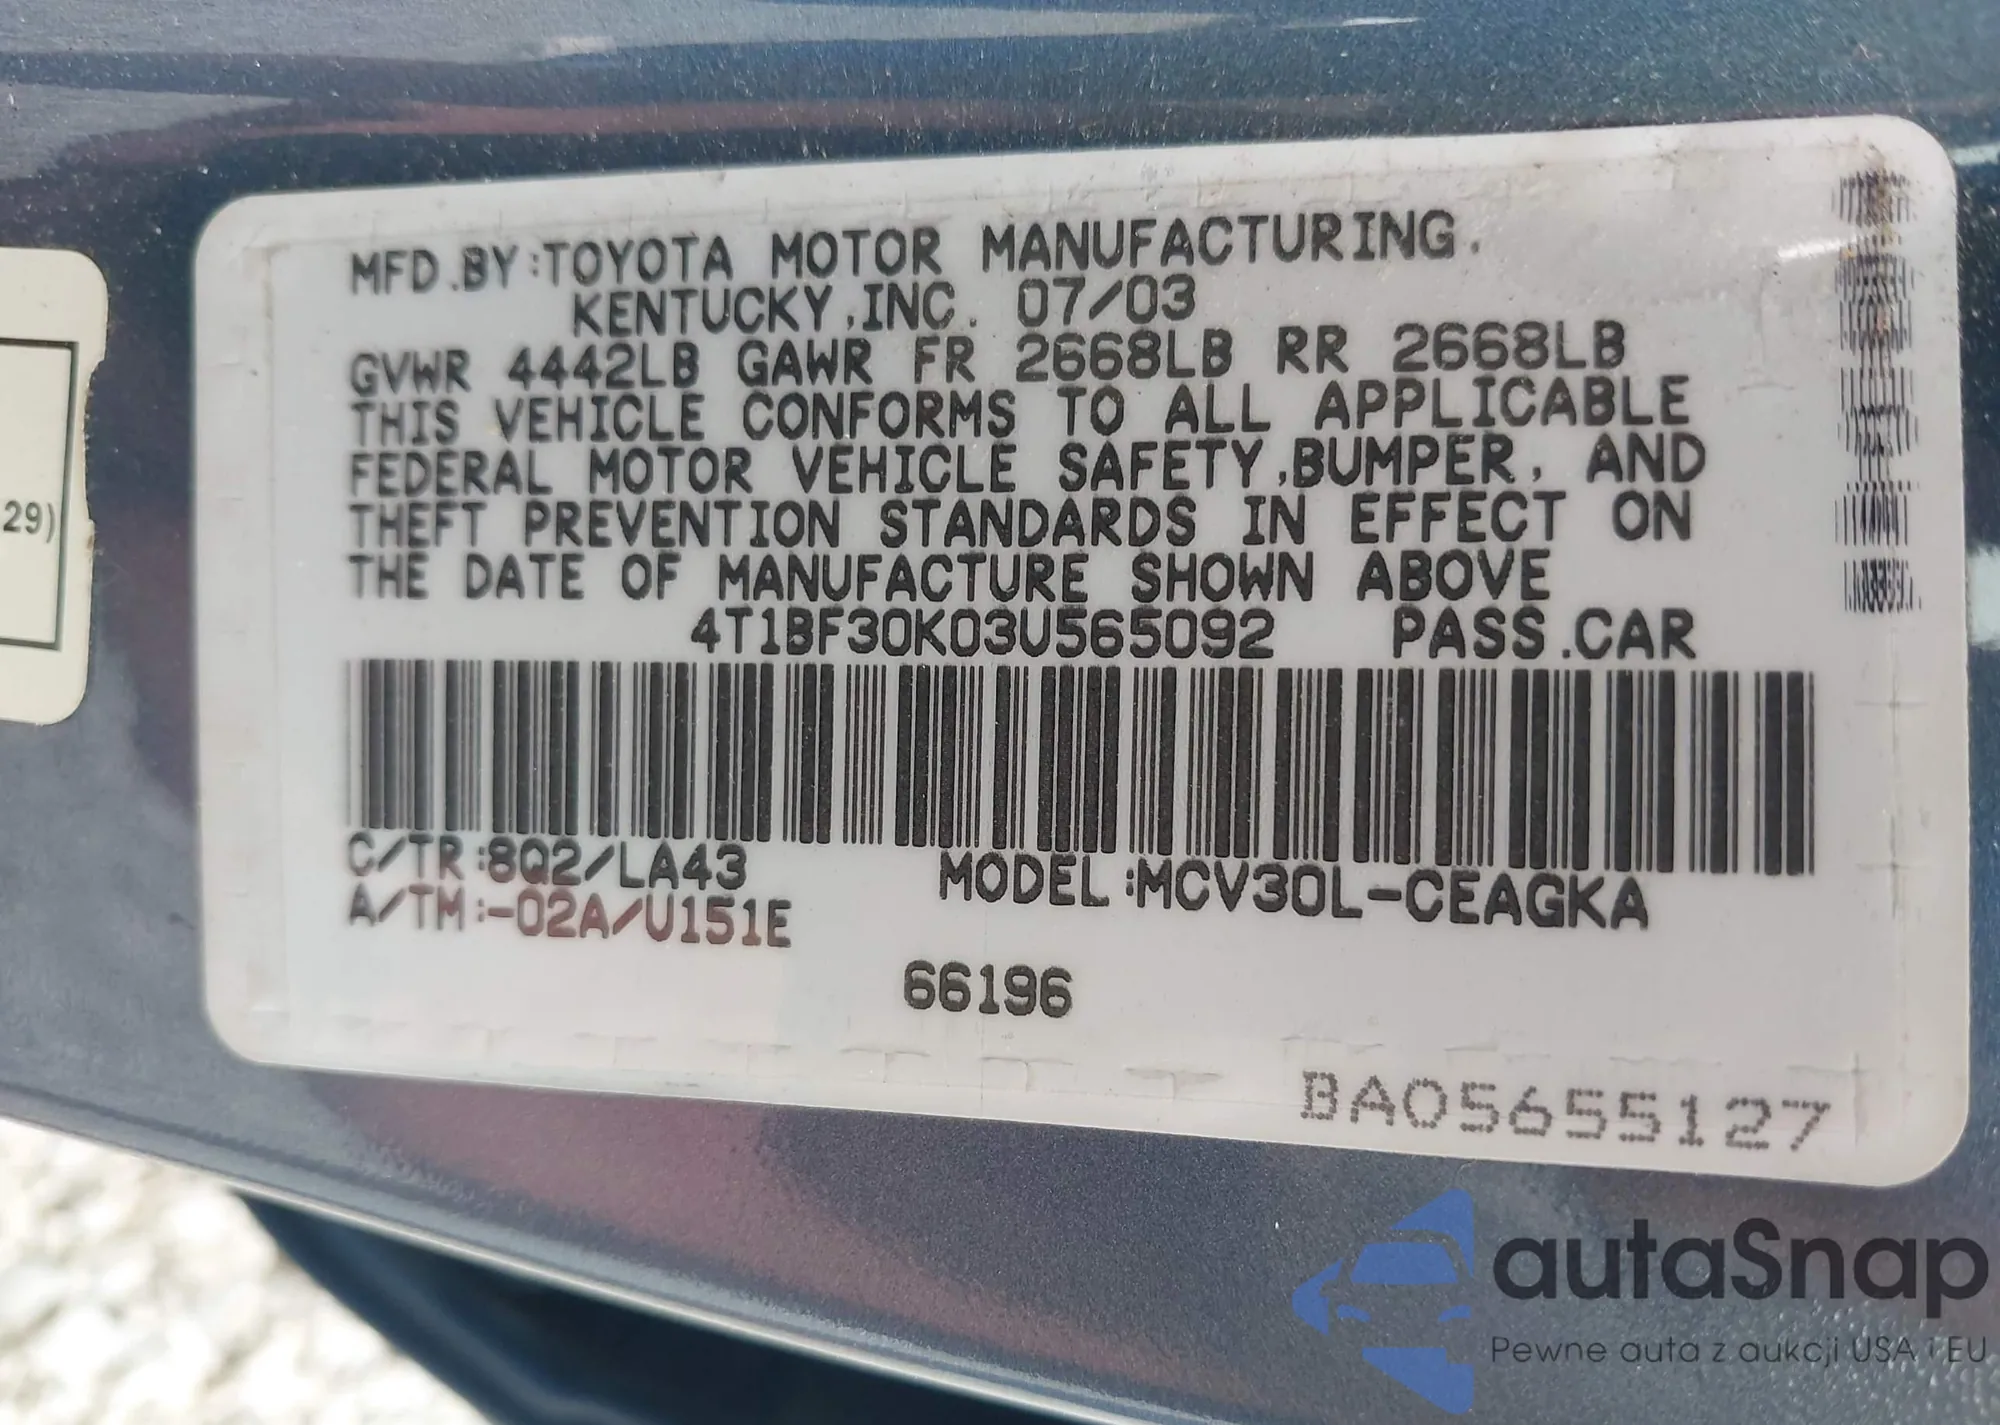 MFD.BY:TOYOTA MOTOR MANUFACTURING.
KENTUCKY,INC. 07/03
GVWR 4442LB GAWR FR 2668LB RR 2668LB
THIS VEHICLE CONFORMS TO ALL APPLICABLE
FEDERAL MOTOR VEHICLE SAFETY,BUMPER, AND
THEFT PREVENTION STANDARDS IN EFFECT ON
THE DATE OF MANUFACTURE SHOWN ABOVE
4T1BF30K03U565092 PASS.CAR
C/TR:8Q2/LA43 MODEL:MCV30L-CEAGKA
A/TM:-02A/U151E
66196
BA05655127
29)
autaSnap
Pewne auta z aukcji USA i EU